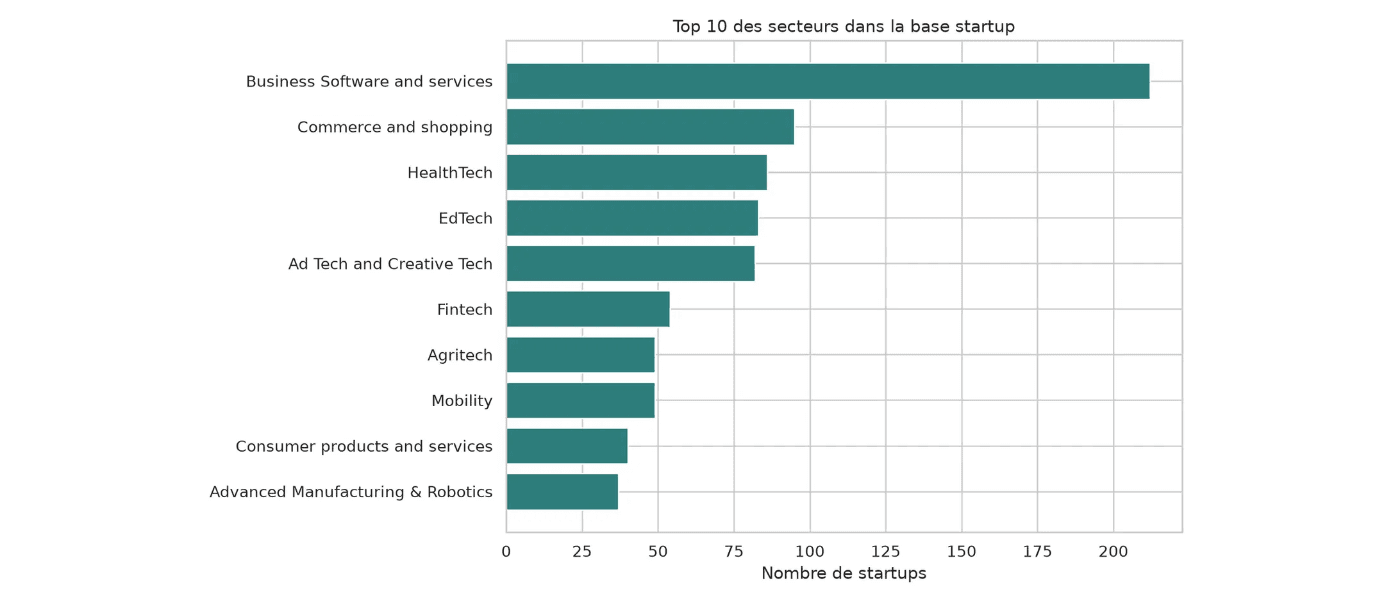 Top 10 des secteurs dans la base startup
Business Software and services
Commerce and shopping
HealthTech
EdTech
Ad Tech and Creative Tech
Fintech
Agritech
Mobility
Consumer products and services
Advanced Manufacturing & Robotics
0 25 50 75 100 125 150 175 200
Nombre de startups